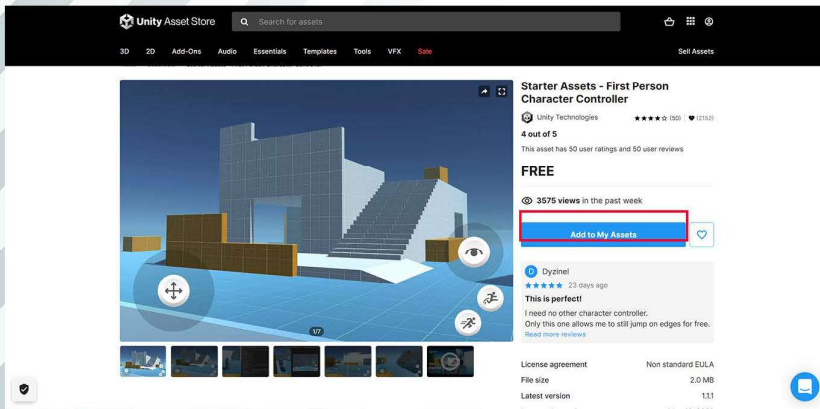 Unity Asset Store
Search for assets
3D 2D Add-Ons Audio Essentials Templates Tools VFX Sale
Sell Assets
Starter Assets - First Person
Character Controller
Unity Technologies
(50)
(2152)
4 out of 5
This asset has 50 user ratings and 50 user reviews
FREE
3575 views in the past week
Add to My Assets
D Dyzinel
23 days ago
This is perfect!
I need no other character controller.
Only this one allows me to still jump on edges for free.
Read more reviews
1/7
License agreement Non standard EULA
File size 2.0 MB
Latest version 1.1.1